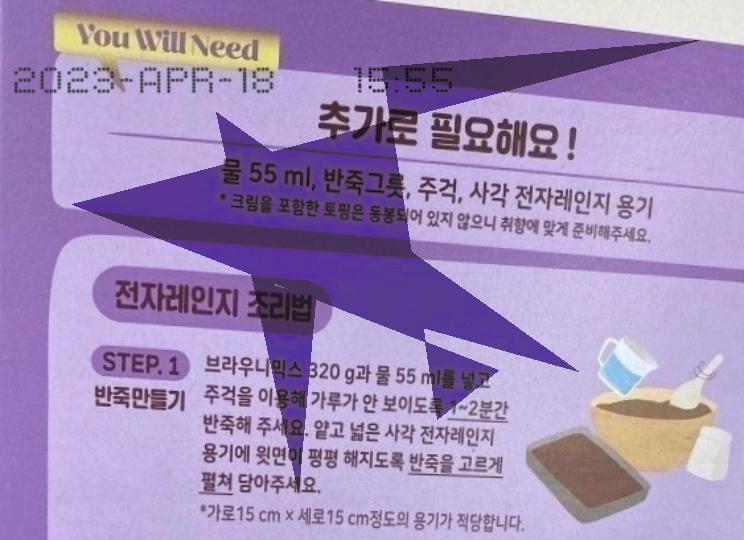 You Will Need
2023-APR-18 15:55
추가로 필요해요!
물 55 ml, 반죽그릇, 주걱, 사각 전자레인지 용기
* 크림을 포함한 토핑은 동봉되어 있지 않으니 취향에 맞게 준비해주세요.
전자레인지 조리법
STEP. 1
반죽만들기
브라우니믹스 320 g과 물 55 ml를 넣고
주걱을 이용해 가루가 안 보이도록 1~2분간
반죽해 주세요. 얇고 넓은 사각 전자레인지
용기에 윗면이 평평 해지도록 반죽을 고르게
펼쳐 담아주세요.
*가로15 cm × 세로15 cm정도의 용기가 적당합니다.